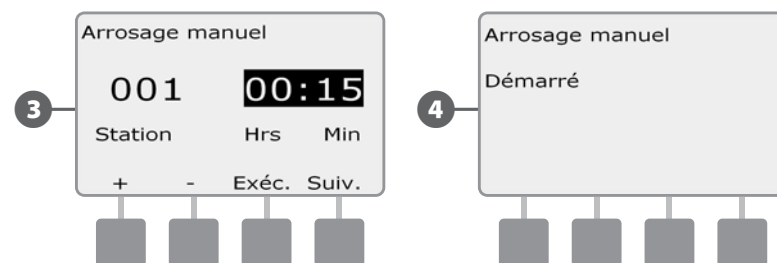 Arrosage manuel
3
001 00:15
Station Hrs Min
+ - Exéc. Suiv.
Arrosage manuel
4
Démarré